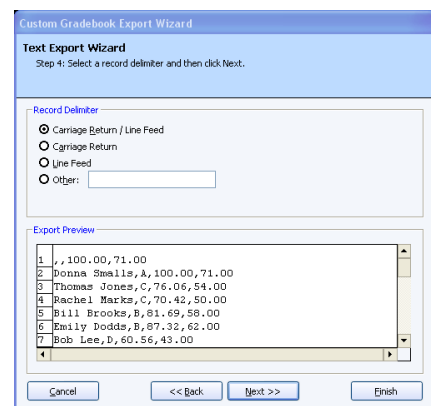 Custom Gradebook Export Wizard
Text Export Wizard
Step 4: Select a record delimiter and then click Next.
Record Delimiter
Carriage Return / Line Feed
Carriage Return
Line Feed
Other:
Export Preview
1 ,,100.00,71.00
2 Donna Smalls,A,100.00,71.00
3 Thomas Jones,C,76.06,54.00
4 Rachel Marks,C,70.42,50.00
5 Bill Brooks,B,81.69,58.00
6 Emily Dodds,B,87.32,62.00
7 Bob Lee,D,60.56,43.00
Cancel << Back Next >> Finish